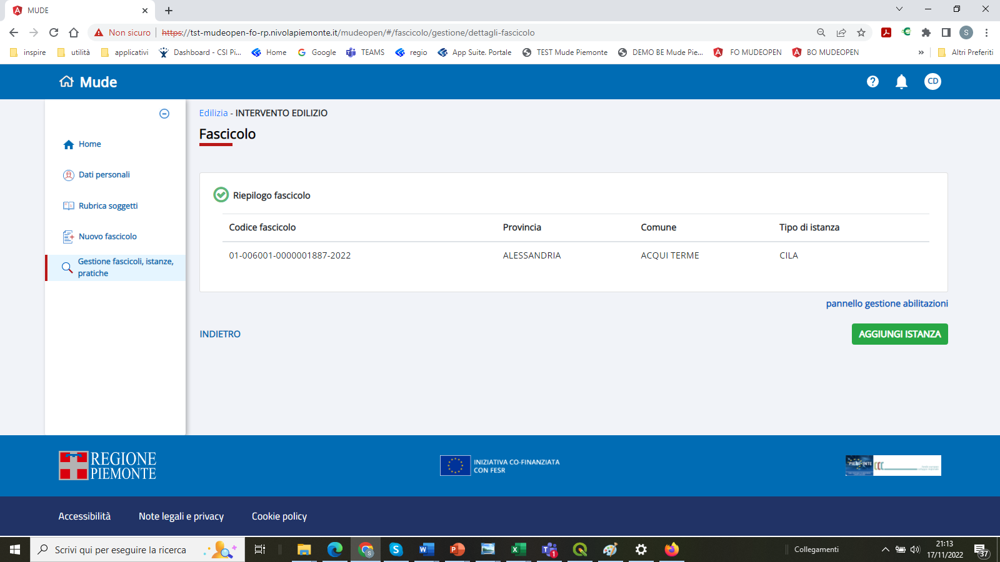 MUDE
Non sicuro
https://tst-mudeopen-fo-rp.nivolapiemonte.it/mudeopen/#/fascicolo/gestione/dettagli-fascicolo
S
inspire
utilità
applicativi
Dashboard - CSI Pi...
Home
Google
TEAMS
regio
App Suite. Portale
TEST Mude Piemonte
DEMO BE Mude Pie...
FO MUDEOPEN
BO MUDEOPEN
»
Altri Preferiti
Mude
CD
Edilizia - INTERVENTO EDILIZIO
Fascicolo
Home
Dati personali
Rubrica soggetti
Nuovo fascicolo
Gestione fascicoli, istanze,
pratiche
Riepilogo fascicolo
Codice fascicolo Provincia Comune Tipo di istanza
01-006001-0000001887-2022 ALESSANDRIA ACQUI TERME CILA
pannello gestione abilitazioni
INDIETRO
AGGIUNGI ISTANZA
REGIONE
PIEMONTE
INIZIATIVA CO-FINANZIATA
CON FESR
Accessibilità
Note legali e privacy
Cookie policy
Scrivi qui per eseguire la ricerca
Collegamenti
21:13
17/11/2022
37